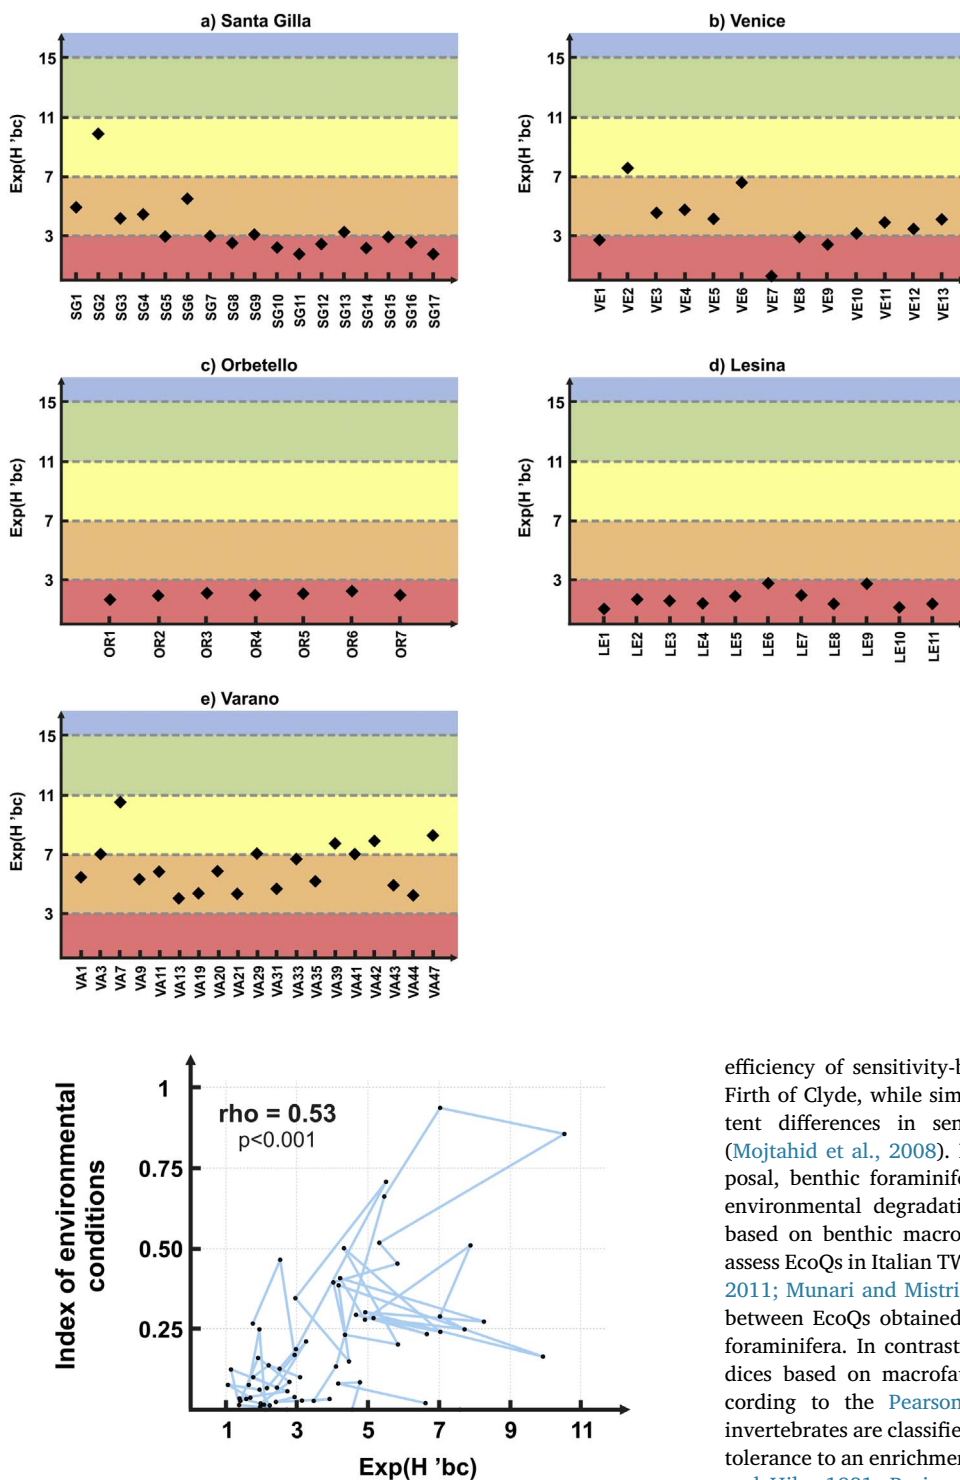 a) Santa Gilla
Exp(H 'bc)
15
11
7
3
SG1 SG2 SG3 SG4 SG5 SG6 SG7 SG8 SG9 SG10 SG11 SG12 SG13 SG14 SG15 SG16 SG17
b) Venice
Exp(H 'bc)
15
11
7
3
VE1 VE2 VE3 VE4 VE5 VE6 VE7 VE8 VE9 VE10 VE11 VE12 VE13
c) Orbetello
Exp(H 'bc)
15
11
7
3
OR1 OR2 OR3 OR4 OR5 OR6 OR7
d) Lesina
Exp(H 'bc)
15
11
7
3
LE1 LE2 LE3 LE4 LE5 LE6 LE7 LE8 LE9 LE10 LE11
e) Varano
Exp(H 'bc)
15
11
7
3
VA1 VA3 VA7 VA9 VA11 VA13 VA19 VA20 VA21 VA29 VA31 VA33 VA35 VA39 VA41 VA42 VA43 VA44 VA47
Index of environmental
conditions
1
0.75
0.50
0.25
rho = 0.53
p<0.001
1 3 5 7 9 11
Exp(H 'bc)
efficiency of sensitivity-b
Firth of Clyde, while sim
tent differences in sen
(Mojtahid et al., 2008).
posal, benthic foraminife
environmental degradati
based on benthic macro
assess EcoQs in Italian TW
2011; Munari and Mistri
between EcoQs obtained
foraminifera. In contrast
dices based on macrofau
cording to the Pearson
invertebrates are classifie
tolerance to an enrichmen